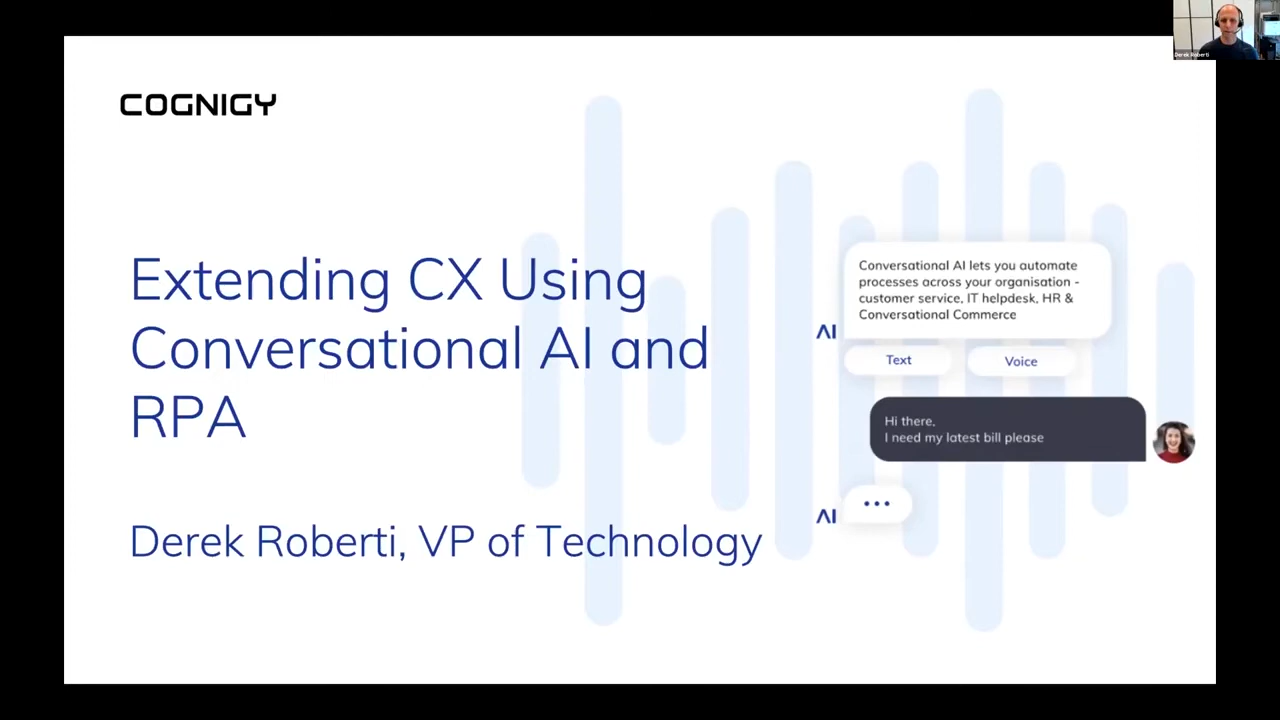 Derek Roberti
COGNIGY
Extending CX Using
Conversational AI and
RPA
Derek Roberti, VP of Technology
Conversational AI lets you automate
processes across your organisation -
customer service, IT helpdesk, HR &
Conversational Commerce
AI
Text
Voice
Hi there,
I need my latest bill please
AI